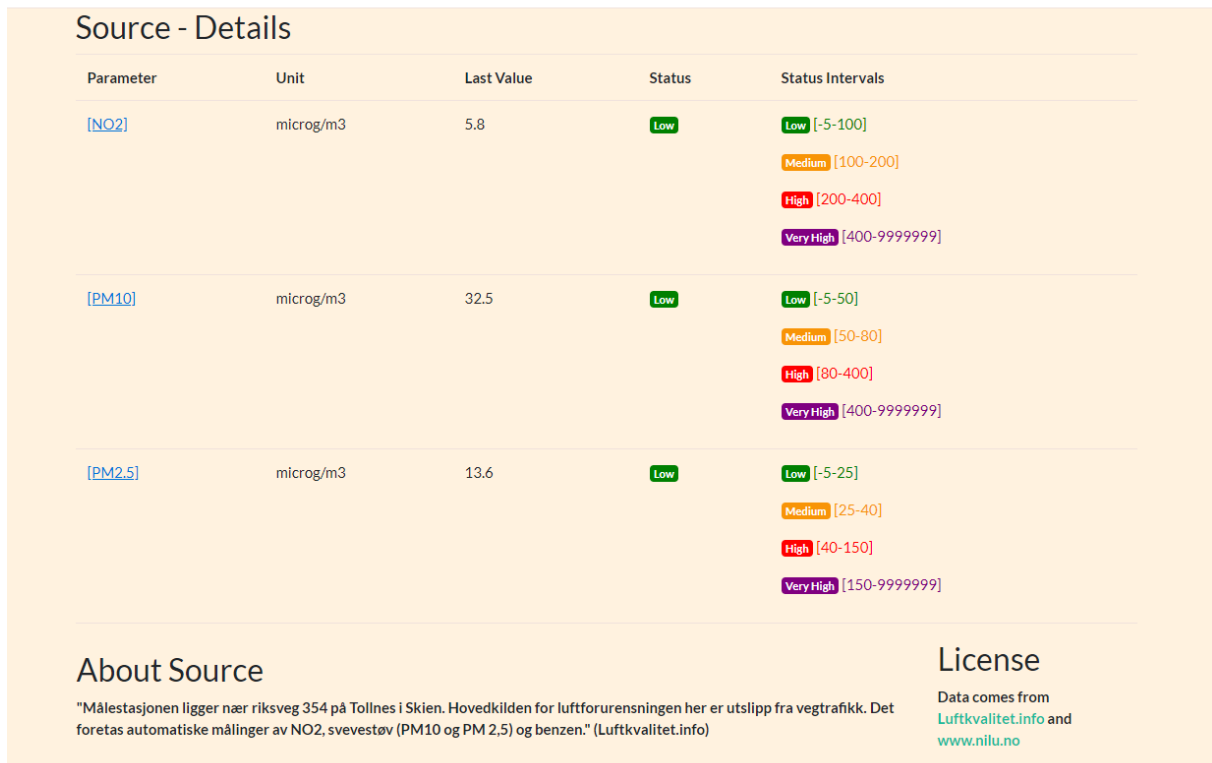 Source - Details
Parameter Unit Last Value Status Status Intervals
[NO2] microg/m3 5.8 Low Low [-5-100]
Medium [100-200]
High [200-400]
Very High [400-9999999]
[PM10] microg/m3 32.5 Low Low [-5-50]
Medium [50-80]
High [80-400]
Very High [400-9999999]
[PM2.5] microg/m3 13.6 Low Low [-5-25]
Medium [25-40]
High [40-150]
Very High [150-9999999]
About Source
"Målestasjonen ligger nær riksveg 354 på Tollnes i Skien. Hovedkilden for luftforurensningen her er utslipp fra vegtrafikk. Det
foretas automatiske målinger av NO2, svevestøv (PM10 og PM 2,5) og benzen." (Luftkvalitet.info)
License
Data comes from
Luftkvalitet.info and
www.nilu.no